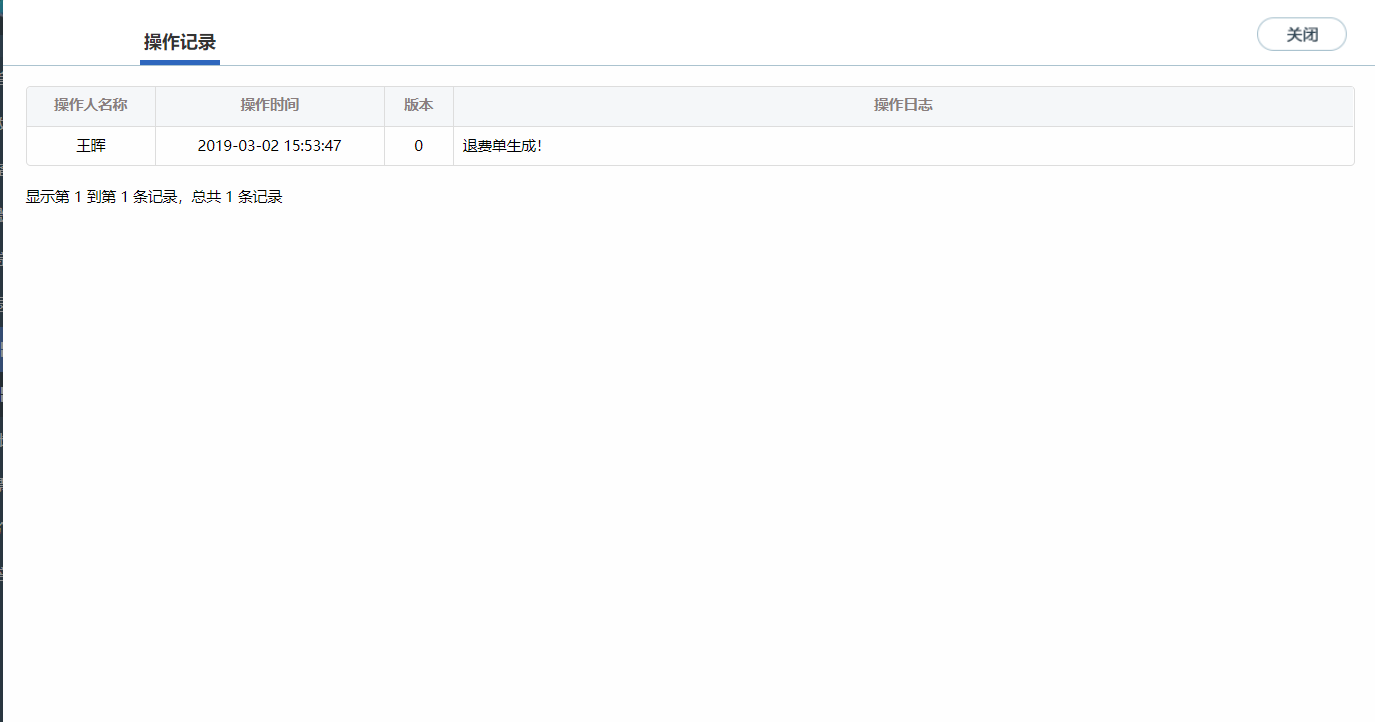 操作记录
关闭
操作人名称 操作时间 版本 操作日志
王晖 2019-03-02 15:53:47 0 退费单生成！
显示第 1 到第 1 条记录，总共 1 条记录